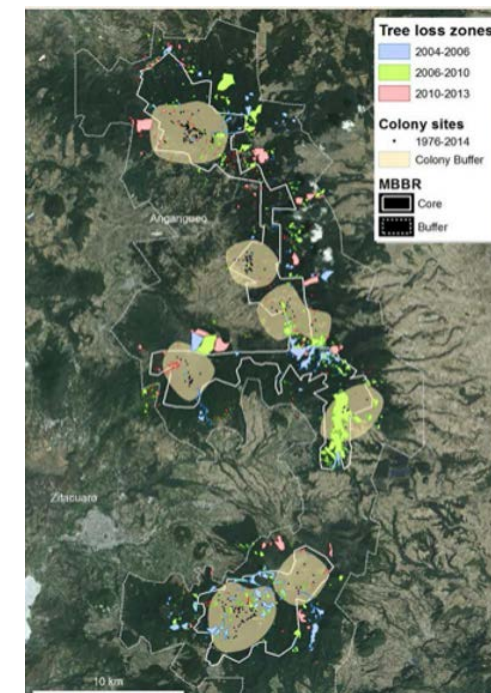 Tree loss zones
2004-2006
2006-2010
2010-2013
Colony sites
1976-2014
Colony Buffer
MBBR
Core
Buffer
Angangueo
Zitacuaro
10 km